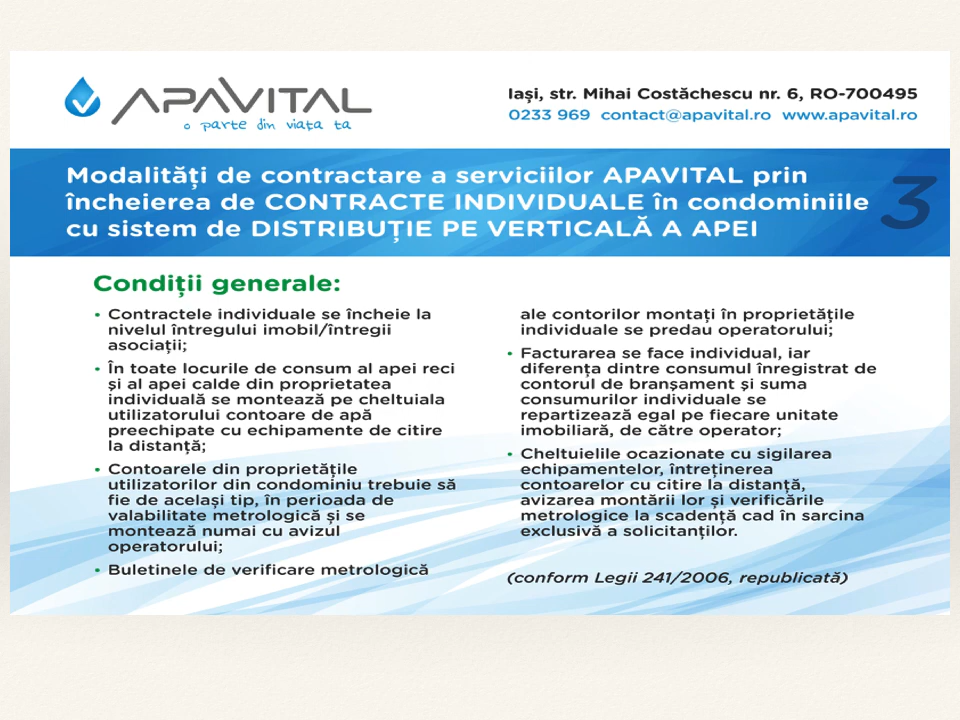 APAVITAL
o parte din viața ta
Iași, str. Mihai Costăchescu nr. 6, RO-700495
0233 969 contact@apavital.ro www.apavital.ro
Modalități de contractare a serviciilor APAVITAL prin
încheierea de CONTRACTE INDIVIDUALE în condominiile
cu sistem de DISTRIBUȚIE PE VERTICALĂ A APEI
3
Condiții generale:
• Contractele individuale se încheie la
nivelul întregului imobil/întregii
asociații;
• În toate locurile de consum al apei reci
și al apei calde din proprietatea
individuală se montează pe cheltuiala
utilizatorului contoare de apă
preechipate cu echipamente de citire
la distanță;
• Contoarele din proprietățile
utilizatorilor din condominiu trebuie să
fie de același tip, în perioada de
valabilitate metrologică și se
montează numai cu avizul
operatorului;
• Buletinele de verificare metrologică
ale contorilor montați în proprietățile
individuale se predau operatorului;
• Facturarea se face individual, iar
diferența dintre consumul înregistrat de
contorul de branșament și suma
consumurilor individuale se
repartizează egal pe fiecare unitate
imobiliară, de către operator;
• Cheltuielile ocazionate cu sigilarea
echipamentelor, întreținerea
contoarelor cu citire la distanță,
avizarea montării lor și verificările
metrologice la scadență cad în sarcina
exclusivă a solicitanților.
(conform Legii 241/2006, republicată)